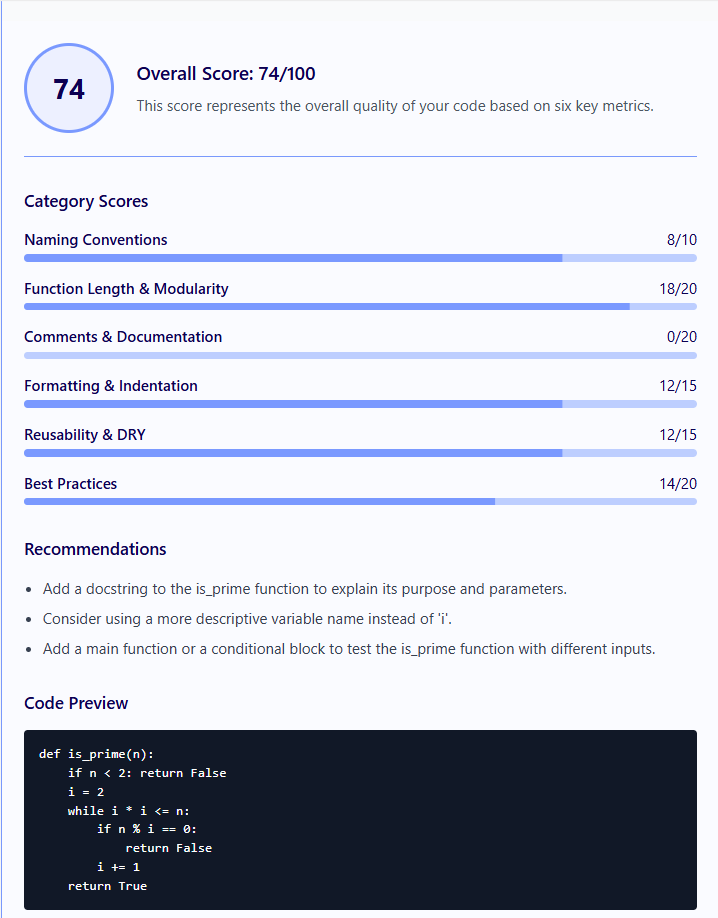 74
Overall Score: 74/100
This score represents the overall quality of your code based on six key metrics.
Category Scores
Naming Conventions 8/10
Function Length & Modularity 18/20
Comments & Documentation 0/20
Formatting & Indentation 12/15
Reusability & DRY 12/15
Best Practices 14/20
Recommendations
• Add a docstring to the is_prime function to explain its purpose and parameters.
• Consider using a more descriptive variable name instead of 'i'.
• Add a main function or a conditional block to test the is_prime function with different inputs.
Code Preview
def is_prime(n):
    if n < 2: return False
    i = 2
    while i * i <= n:
        if n % i == 0:
            return False
        i += 1
    return True